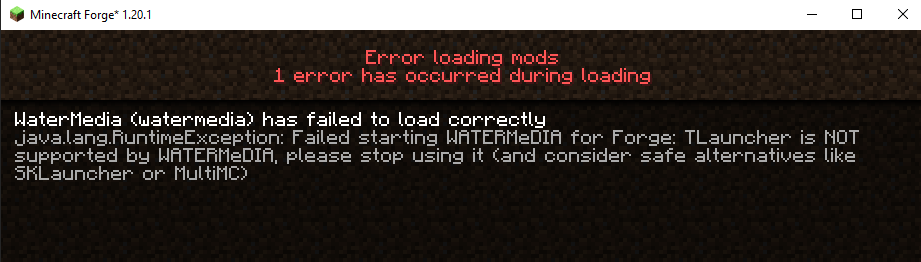 Minecraft Forge* 1.20.1
Error loading mods
1 error has occurred during loading
WaterMedia (watermedia) has failed to load correctly
java.lang.RuntimeException: Failed starting WATERMeDIA for Forge: TLauncher is NOT
supported by WATERMeDIA, please stop using it (and consider safe alternatives like
SKLauncher or MultiMC)